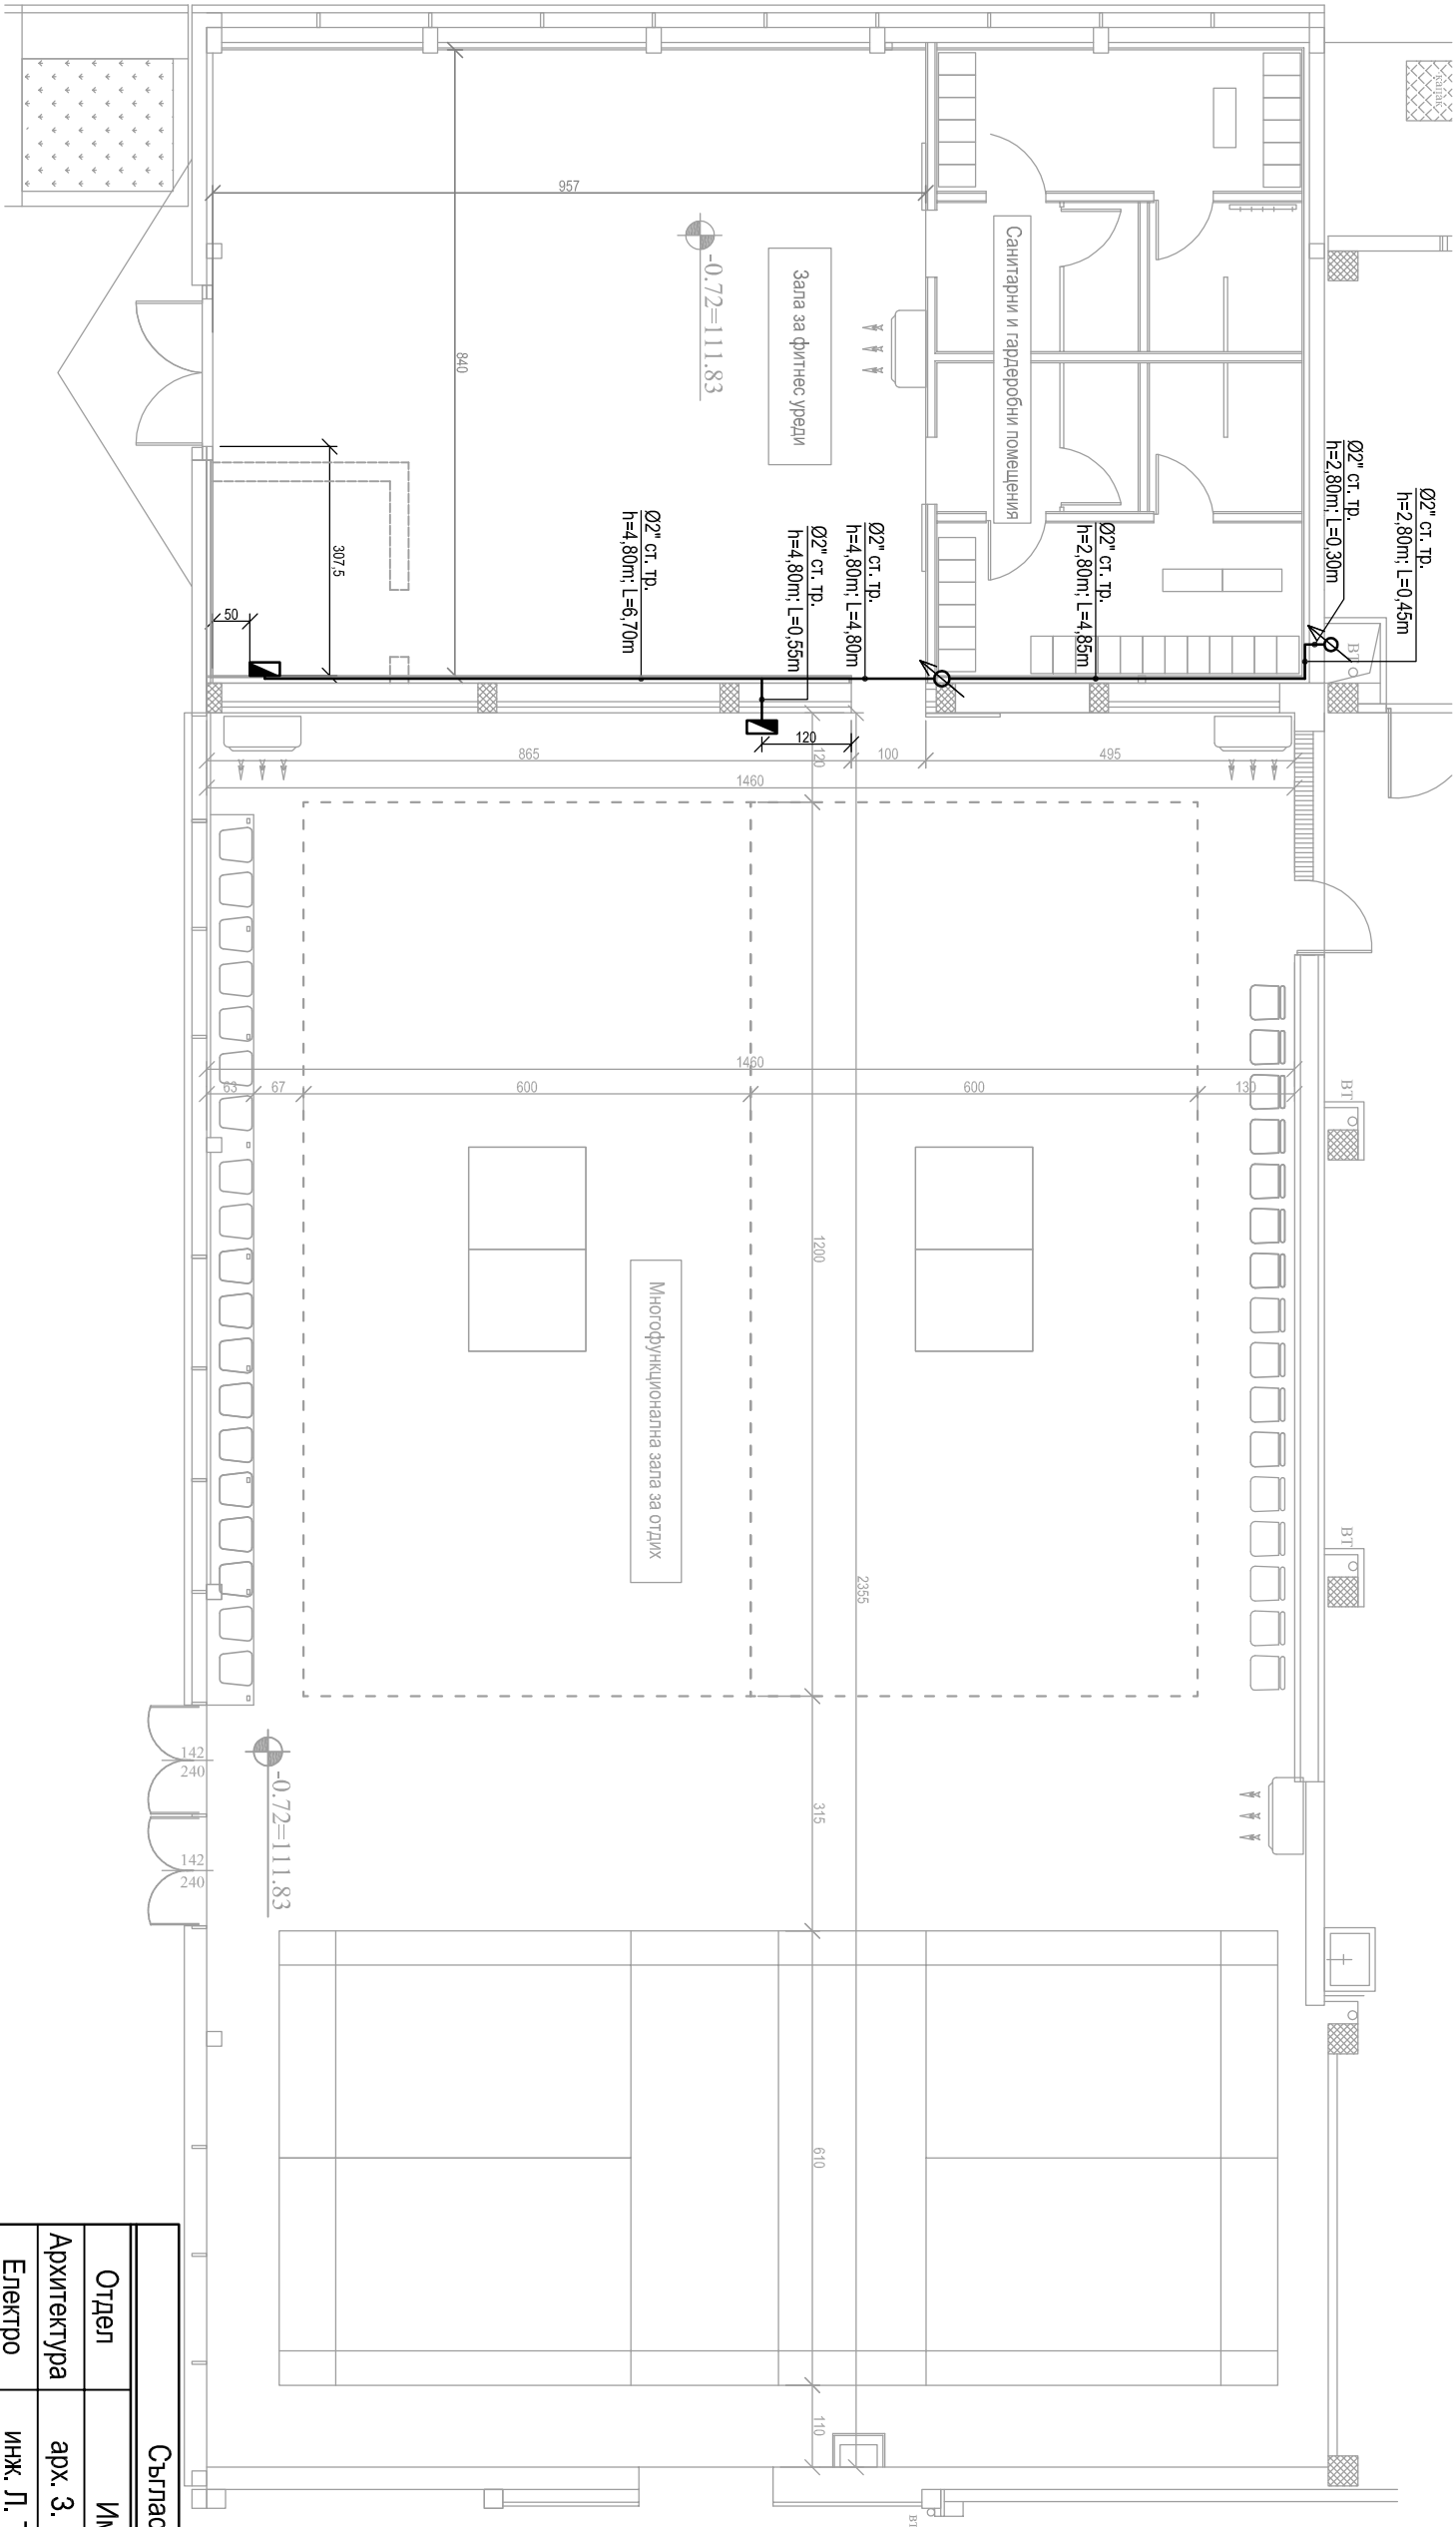 капак
Ø2" ст. тр.
h=2,80m; L=0,45m
Ø2" ст. тр.
h=2,80m; L=0,30m
ВТ
Санитарни и гардеробни помещения
Ø2" ст. тр.
h=2,80m; L=4,85m
957
-0.72=111.83
Зала за фитнес уреди
840
Ø2" ст. тр.
h=4,80m; L=4,80m
Ø2" ст. тр.
h=4,80m; L=0,55m
Ø2" ст. тр.
h=4,80m; L=6,70m
307,5
50
120
865
120
100
495
1460
1460
63
67
600
600
130
ВТ
1200
Многофункционална зала за отдих
2355
ВТ
142
240
142
240
-0.72=111.83
315
610
110
ВТ
Отдел
Архитектура
арх. З.
Електро
инж. Л.